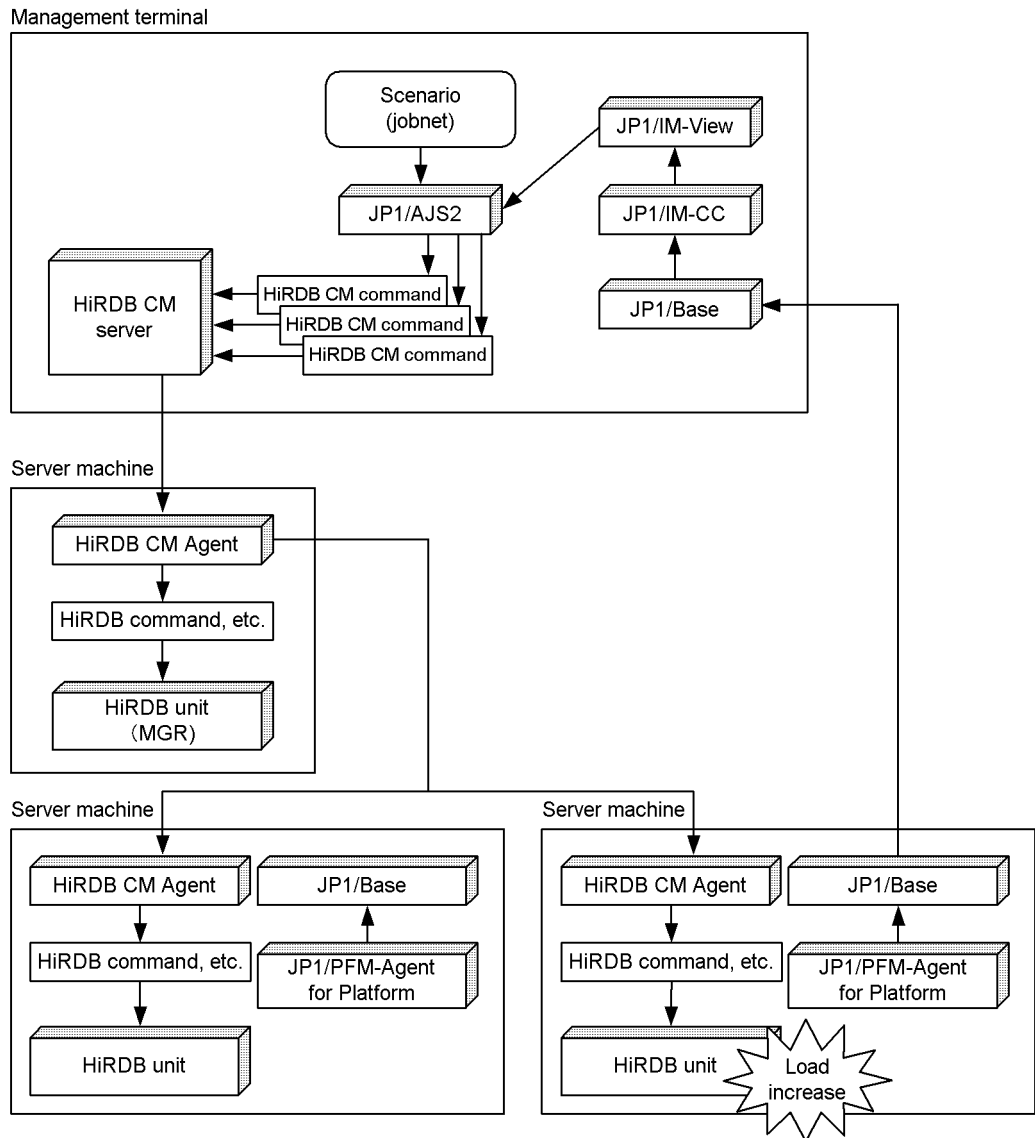 Management terminal
Scenario
(jobnet)
JP1/IM-View
JP1/AJS2
JP1/IM-CC
HiRDB CM
server
HiRDB CM command
HiRDB CM command
HiRDB CM command
JP1/Base
Server machine
HiRDB CM Agent
HiRDB command, etc.
HiRDB unit
(MGR)
Server machine
HiRDB CM Agent
JP1/Base
HiRDB command, etc.
JP1/PFM-Agent
for Platform
HiRDB unit
Server machine
HiRDB CM Agent
JP1/Base
HiRDB command, etc.
JP1/PFM-Agent
for Platform
HiRDB unit
Load
increase